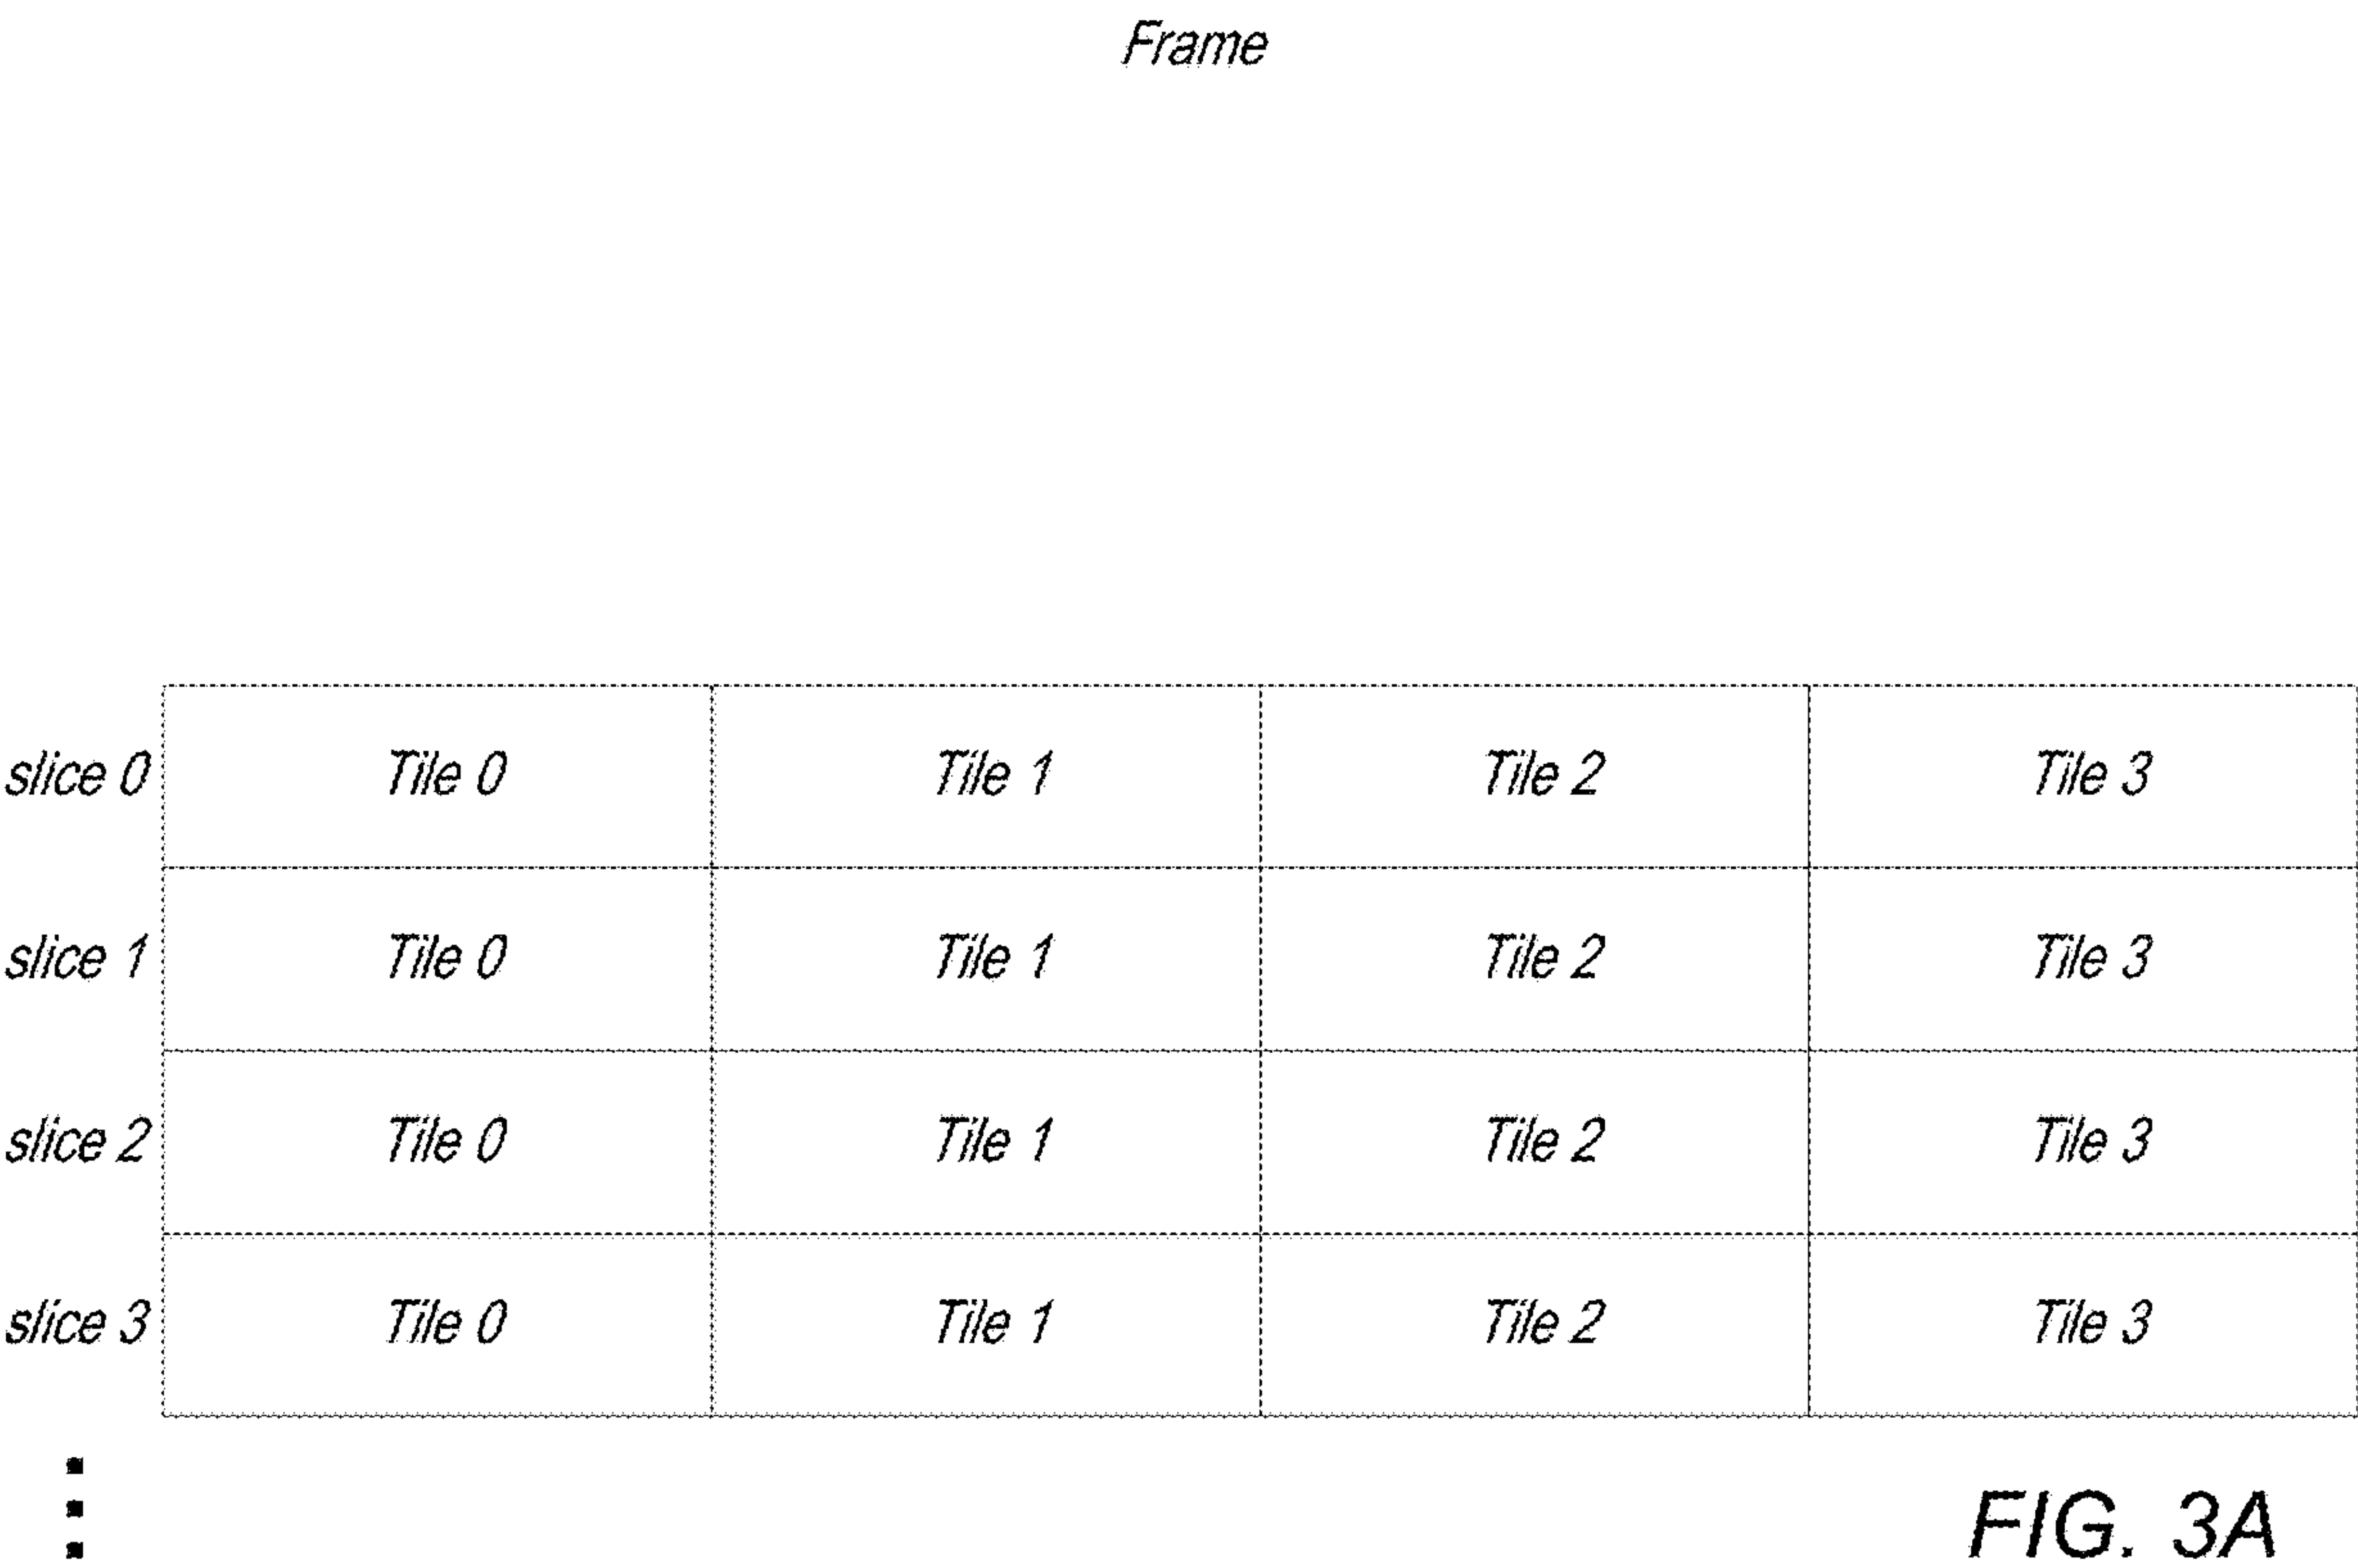 Frame
slice 0 Tile 0 Tile 1 Tile 2 Tile 3
slice 1 Tile 0 Tile 1 Tile 2 Tile 3
slice 2 Tile 0 Tile 1 Tile 2 Tile 3
slice 3 Tile 0 Tile 1 Tile 2 Tile 3
FIG. 3A